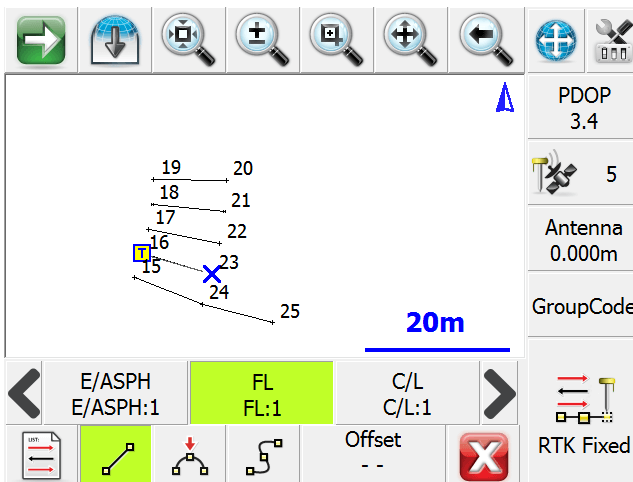 PDOP
3.4
5
Antenna
0.000m
GroupCode
RTK Fixed
19
20
18
21
17
22
16
T
23
15
24
25
20m
E/ASPH
E/ASPH:1
FL
FL:1
C/L
C/L:1
LIST:
Offset
- -